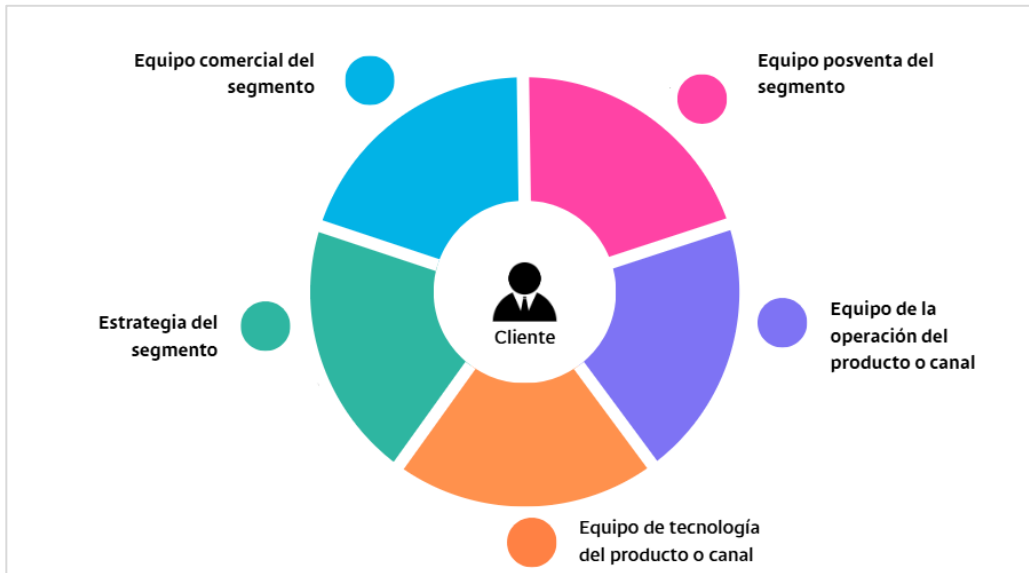 Equipo comercial del
segmento
Equipo posventa del
segmento
Estrategia del
segmento
Cliente
Equipo de la
operación del
producto o canal
Equipo de tecnología
del producto o canal